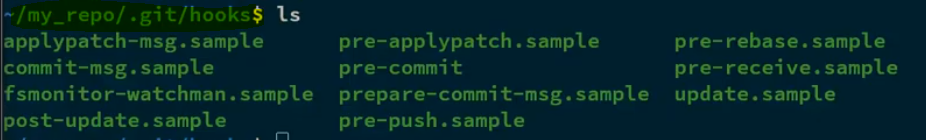 ~/my_repo/.git/hooks$ ls
applypatch-msg.sample pre-applypatch.sample pre-rebase.sample
commit-msg.sample pre-commit pre-receive.sample
fsmonitor-watchman.sample prepare-commit-msg.sample update.sample
post-update.sample pre-push.sample